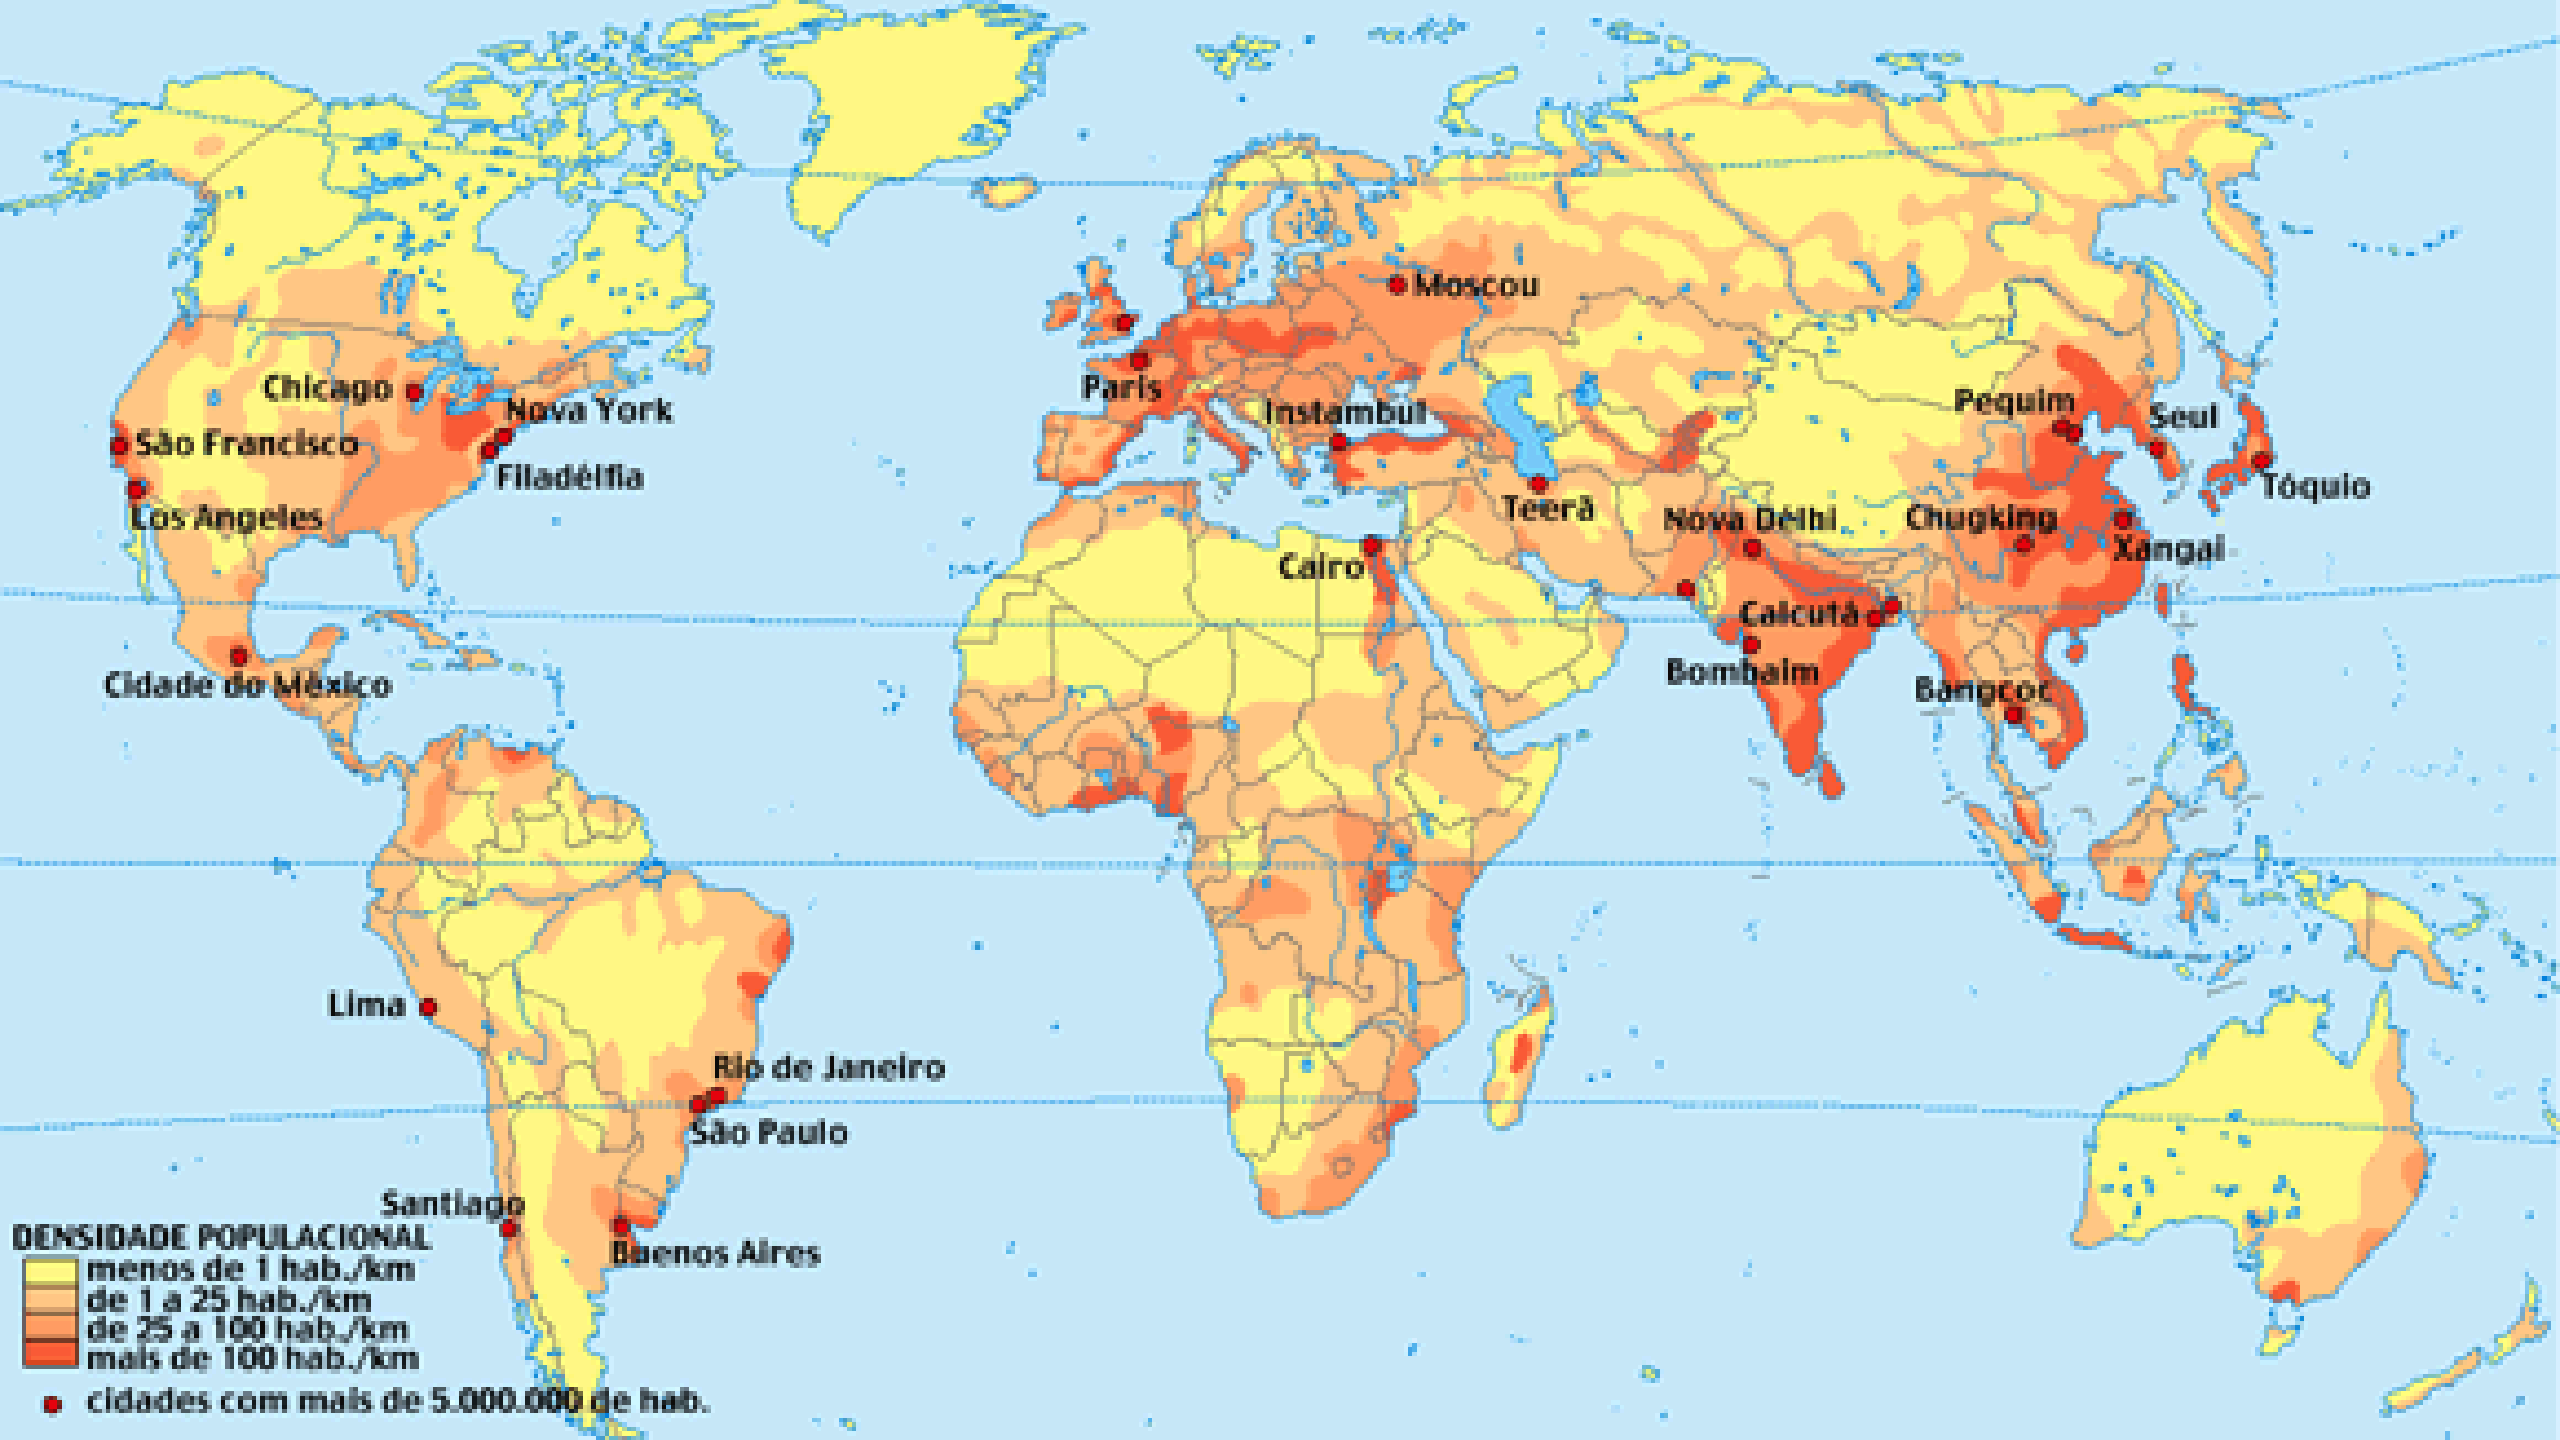 Moscou
Chicago
Paris
Nova York
Instambul
Pequim
Seul
São Francisco
Filadélfia
Tóquio
Los Angeles
Teerã
Nova Délhi
Chugking
Xangai
Cairo
Calcutá
Cidade do México
Bombaim
Bangcoc
Lima
Rio de Janeiro
São Paulo
Santiago
Buenos Aires
DENSIDADE POPULACIONAL
menos de 1 hab./km
de 1 a 25 hab./km
de 25 a 100 hab./km
mais de 100 hab./km
cidades com mais de 5.000.000 de hab.